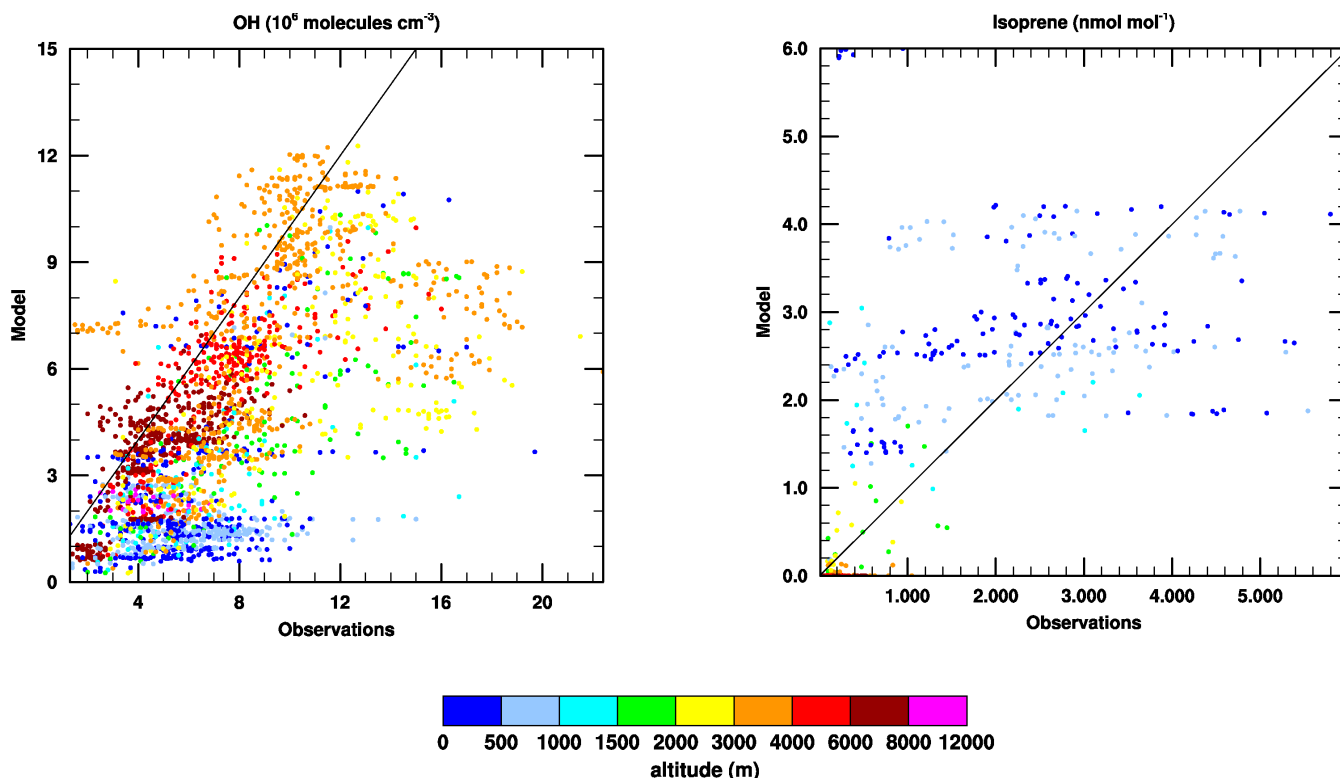 OH (10⁶ molecules cm⁻³)
15
12
9
6
3
0
Model
4 8 12 16 20
Observations
Isoprene (nmol mol⁻¹)
6.0
5.0
4.0
3.0
2.0
1.0
0.0
Model
1.000 2.000 3.000 4.000 5.000
Observations
0 500 1000 1500 2000 3000 4000 6000 8000 12000
altitude (m)